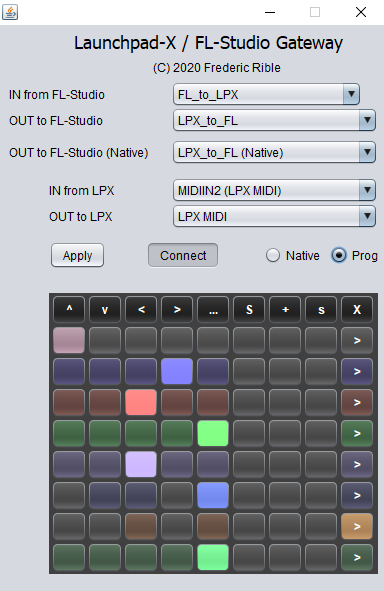 Launchpad-X / FL-Studio Gateway
(C) 2020 Frederic Rible
IN from FL-Studio FL_to_LPX
OUT to FL-Studio LPX_to_FL
OUT to FL-Studio (Native) LPX_to_FL (Native)
IN from LPX MIDIIN2 (LPX MIDI)
OUT to LPX LPX MIDI
Apply Connect Native Prog
^ v < > ... S + s X
>
>
>
>
>
>
>